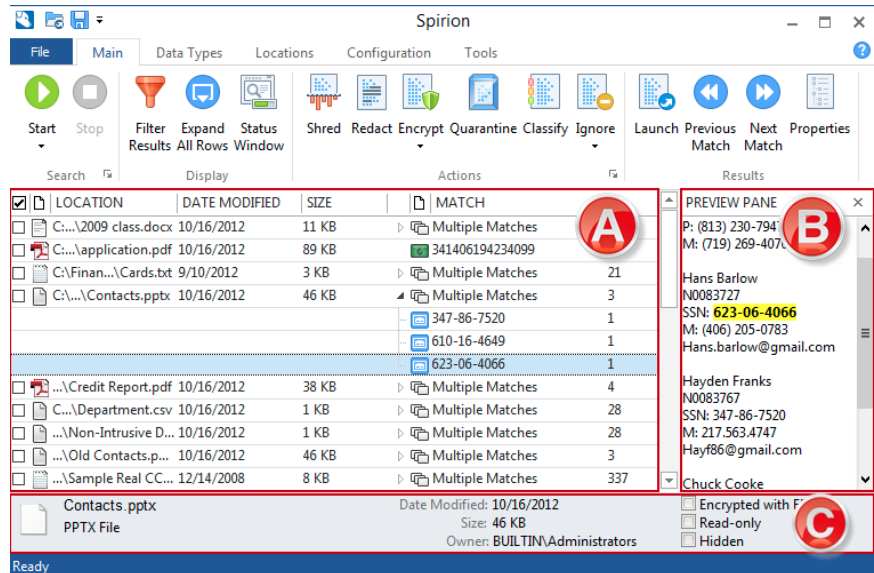 Spirion
File Main Data Types Locations Configuration Tools
Start Stop Filter Results Expand All Rows Status Window Shred Redact Encrypt Quarantine Classify Ignore Launch Previous Match Next Match Properties
Search Display Actions Results
LOCATION DATE MODIFIED SIZE MATCH
C:...\2009 class.docx 10/16/2012 11 KB Multiple Matches
C:...\application.pdf 10/16/2012 89 KB 341406194234099
C:\Finan...\Cards.txt 9/10/2012 3 KB Multiple Matches 21
C:\...\Contacts.pptx 10/16/2012 46 KB Multiple Matches 3
347-86-7520 1
610-16-4649 1
623-06-4066 1
...\Credit Report.pdf 10/16/2012 38 KB Multiple Matches 4
C...\Department.csv 10/16/2012 1 KB Multiple Matches 28
...\Non-Intrusive D... 10/16/2012 1 KB Multiple Matches 28
...\Old Contacts.p... 10/16/2012 46 KB Multiple Matches 3
...\Sample Real CC... 12/14/2008 8 KB Multiple Matches 337
A
PREVIEW PANE
P: (813)
M: (719)
B
Hans Barlow
N0083727
SSN: 623-06-4066
M: (406) 205-0783
Hans.barlow@gmail.com
Hayden Franks
N0083767
SSN: 347-86-7520
M: 217.563.4747
Hayf86@gmail.com
Chuck Cooke
Contacts.pptx
PPTX File
Date Modified: 10/16/2012
Size: 46 KB
Owner: BUILTIN\Administrators
Encrypted with
Read-only
Hidden
C
Ready